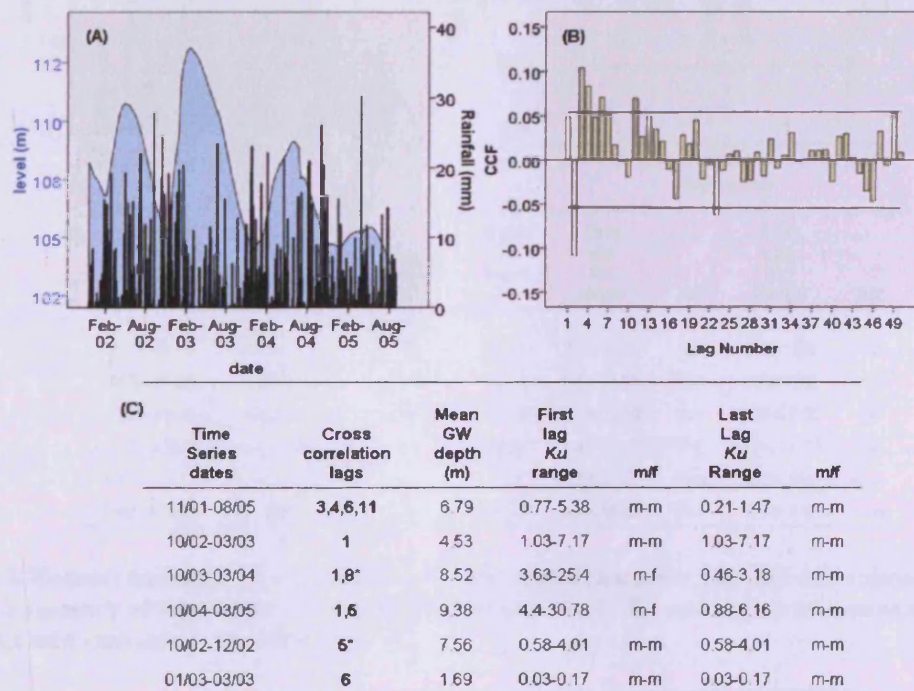 (A)
40
30
20
10
0
Rainfall (mm)
level (m)
112
110
108
105
102
Feb-02 Aug-02 Feb-03 Aug-03 Feb-04 Aug-04 Feb-05 Aug-05
date
(B)
CCF
0.15
0.10
0.05
0.00
-0.05
-0.10
-0.15
1 4 7 10 13 16 19 22 25 28 31 34 37 40 43 46 49
Lag Number
(C)
Time Series dates Cross correlation lags Mean GW depth (m) First lag Ku range m/f Last Lag Ku Range m/f
11/01-08/05 3,4,6,11 6.79 0.77-5.38 m-m 0.21-1.47 m-m
10/02-03/03 1 4.53 1.03-7.17 m-m 1.03-7.17 m-m
10/03-03/04 1,8* 8.52 3.63-25.41 m-f 0.46-3.18 m-m
10/04-03/05 1,5 9.38 4.4-30.78 m-f 0.88-6.16 m-m
10/02-12/02 5* 7.56 0.58-4.01 m-m 0.58-4.01 m-m
01/03-03/03 6 1.69 0.03-0.17 m-m 0.03-0.17 m-m